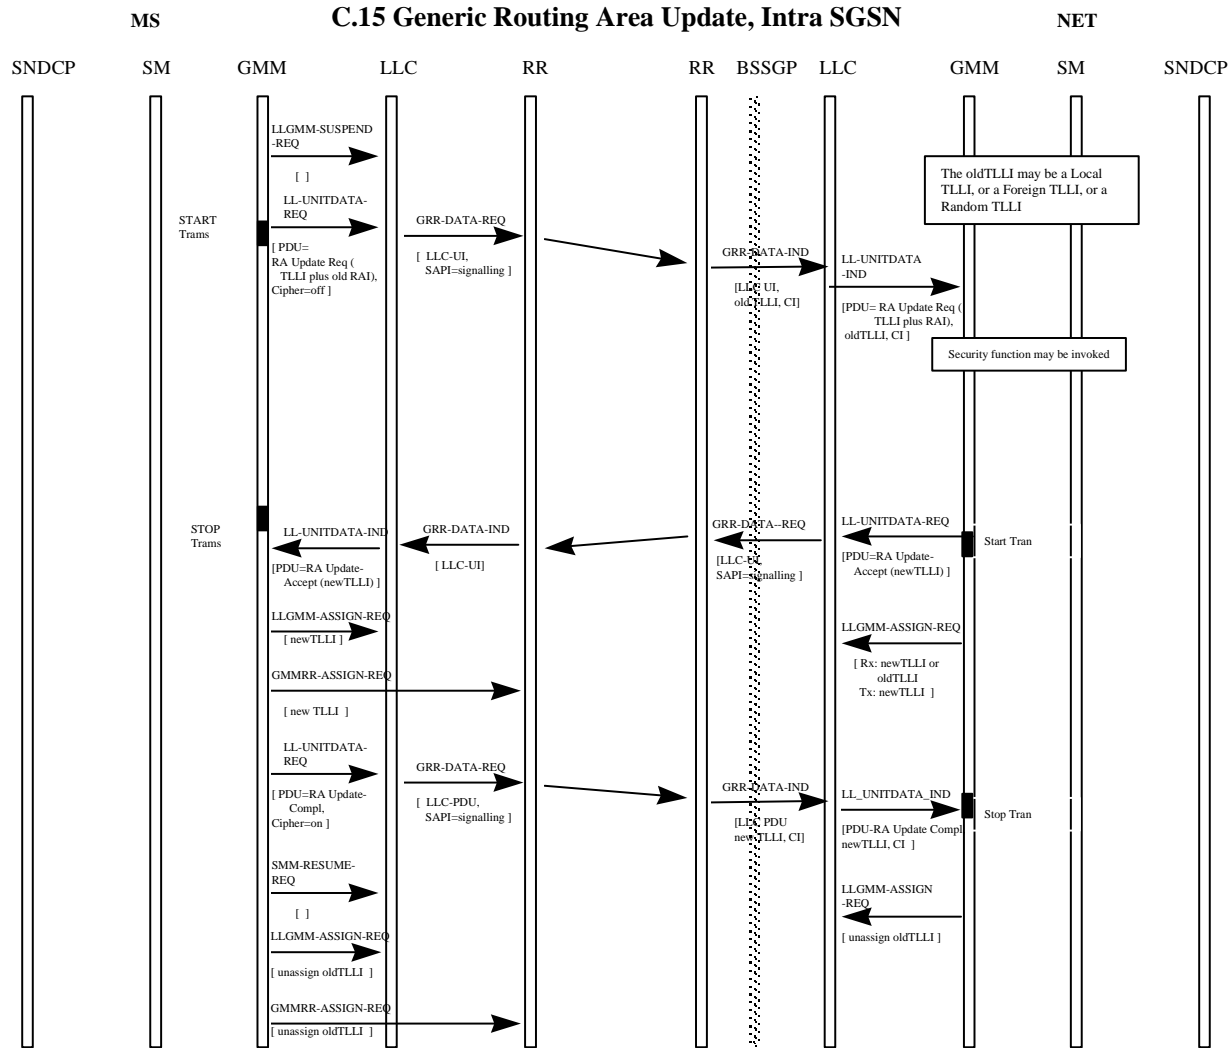 C.15 Generic Routing Area Update, Intra SGSN
MS
NET
SNDCP SM GMM LLC RR RR BSSGP LLC GMM SM SNDCP
LLGMM-SUSPEND
-REQ
[ ]
The oldTLLI may be a Local
TLLI, or a Foreign TLLI, or a
Random TLLI
START
Trams
LL-UNITDATA-
REQ
[ PDU=
RA Update Req (
TLLI plus old RAI),
Cipher=off ]
GRR-DATA-REQ
[ LLC-UI,
SAPI=signalling ]
GRR-DATA-IND
[LLC UI,
oldTLLI, CI]
LL-UNITDATA
-IND
[PDU= RA Update Req (
TLLI plus RAI),
oldTLLI, CI ]
Security function may be invoked
STOP
Trams
LL-UNITDATA-IND
[PDU=RA Update-
Accept (newTLLI) ]
GRR-DATA-IND
[ LLC-UI]
GRR-DATA--REQ
[LLC-UI,
SAPI=signalling ]
LL-UNITDATA-REQ
[PDU=RA Update-
Accept (newTLLI) ]
Start Tran
LLGMM-ASSIGN-REQ
[ newTLLI ]
LLGMM-ASSIGN-REQ
[ Rx: newTLLI or
oldTLLI
Tx: newTLLI ]
GMMRR-ASSIGN-REQ
[ new TLLI ]
LL-UNITDATA-
REQ
[ PDU=RA Update-
Compl,
Cipher=on ]
GRR-DATA-REQ
[ LLC-PDU,
SAPI=signalling ]
GRR-DATA-IND
[LLC PDU
newTLLI, CI]
LL_UNITDATA_IND
[PDU-RA Update Compl
newTLLI, CI ]
Stop Tran
SMM-RESUME-
REQ
[ ]
LLGMM-ASSIGN
-REQ
[ unassign oldTLLI ]
LLGMM-ASSIGN-REQ
[ unassign oldTLLI ]
GMMRR-ASSIGN-REQ
[ unassign oldTLLI ]